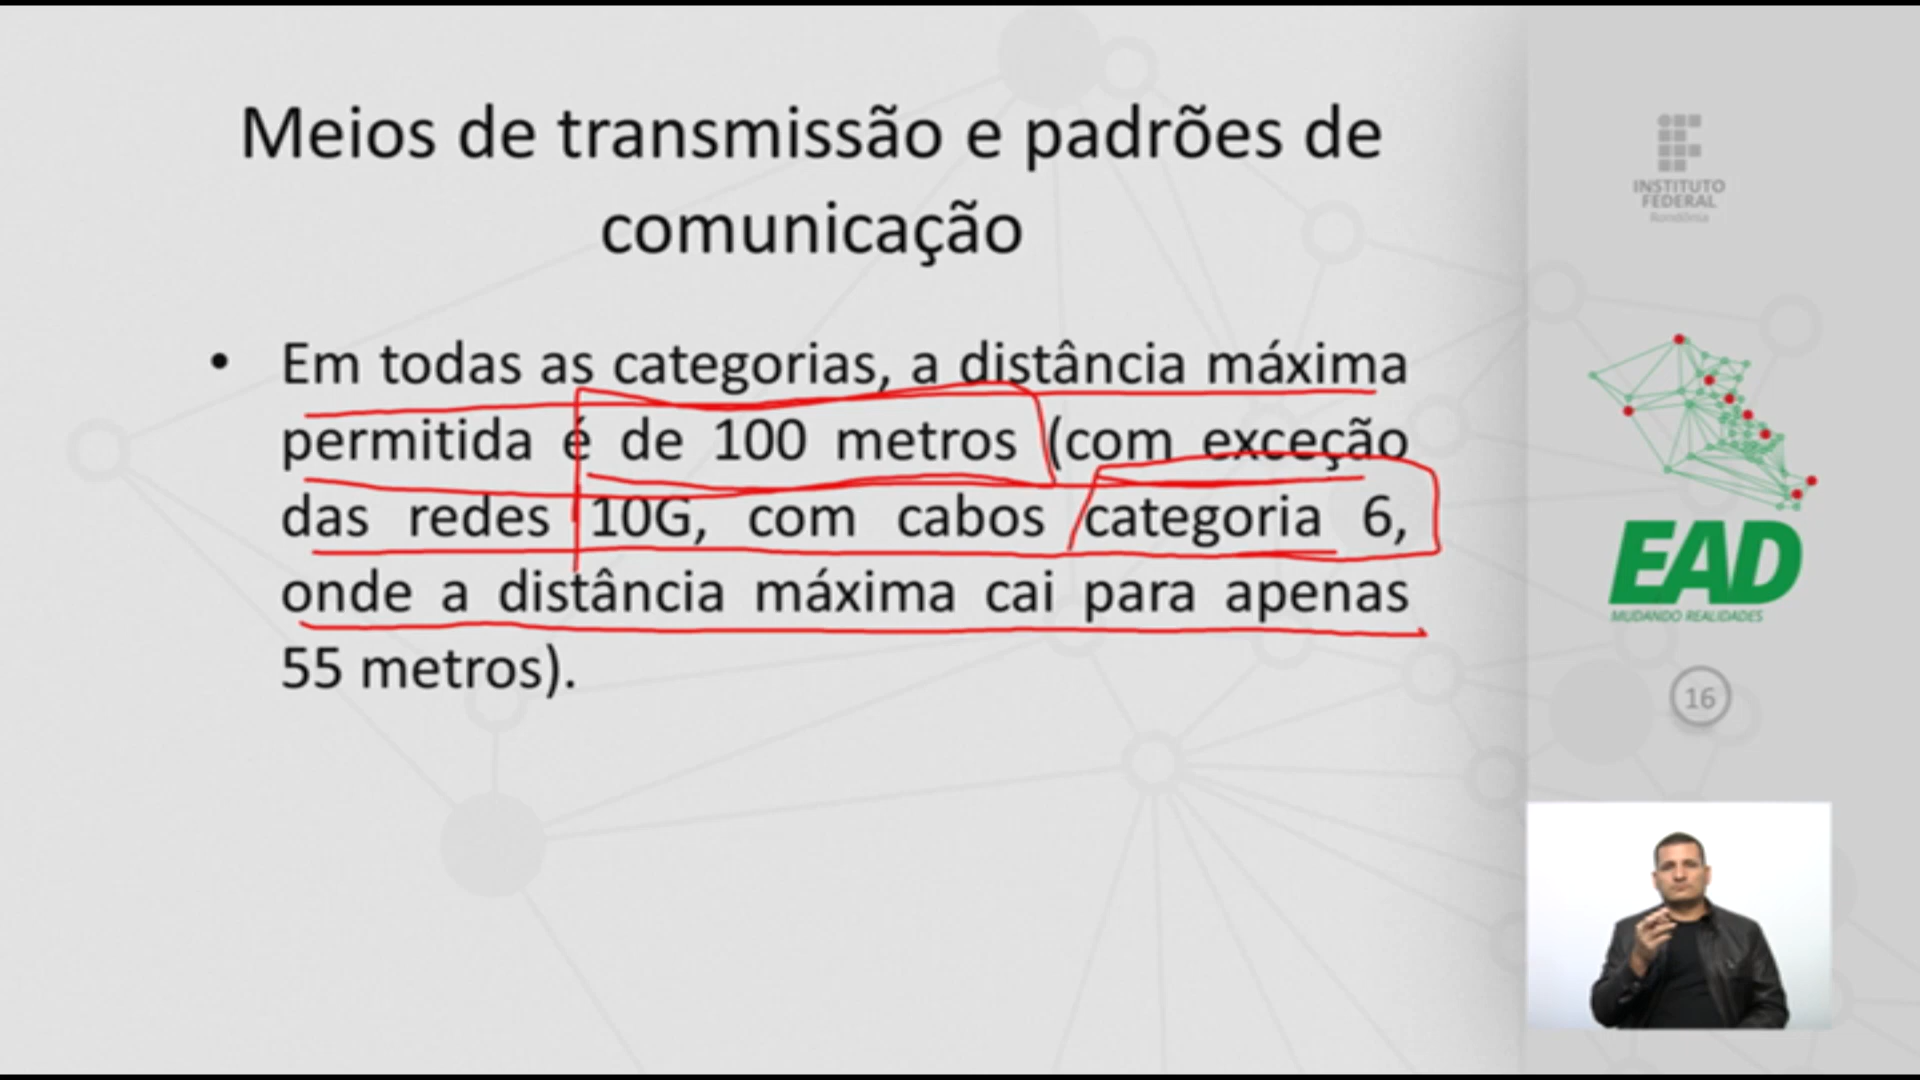 Meios de transmissão e padrões de
comunicação
• Em todas as categorias, a distância máxima
permitida é de 100 metros (com exceção
das redes 10G, com cabos categoria 6,
onde a distância máxima cai para apenas
55 metros).
INSTITUTO
FEDERAL
Rondônia
EAD
MUDANDO REALIDADES
16